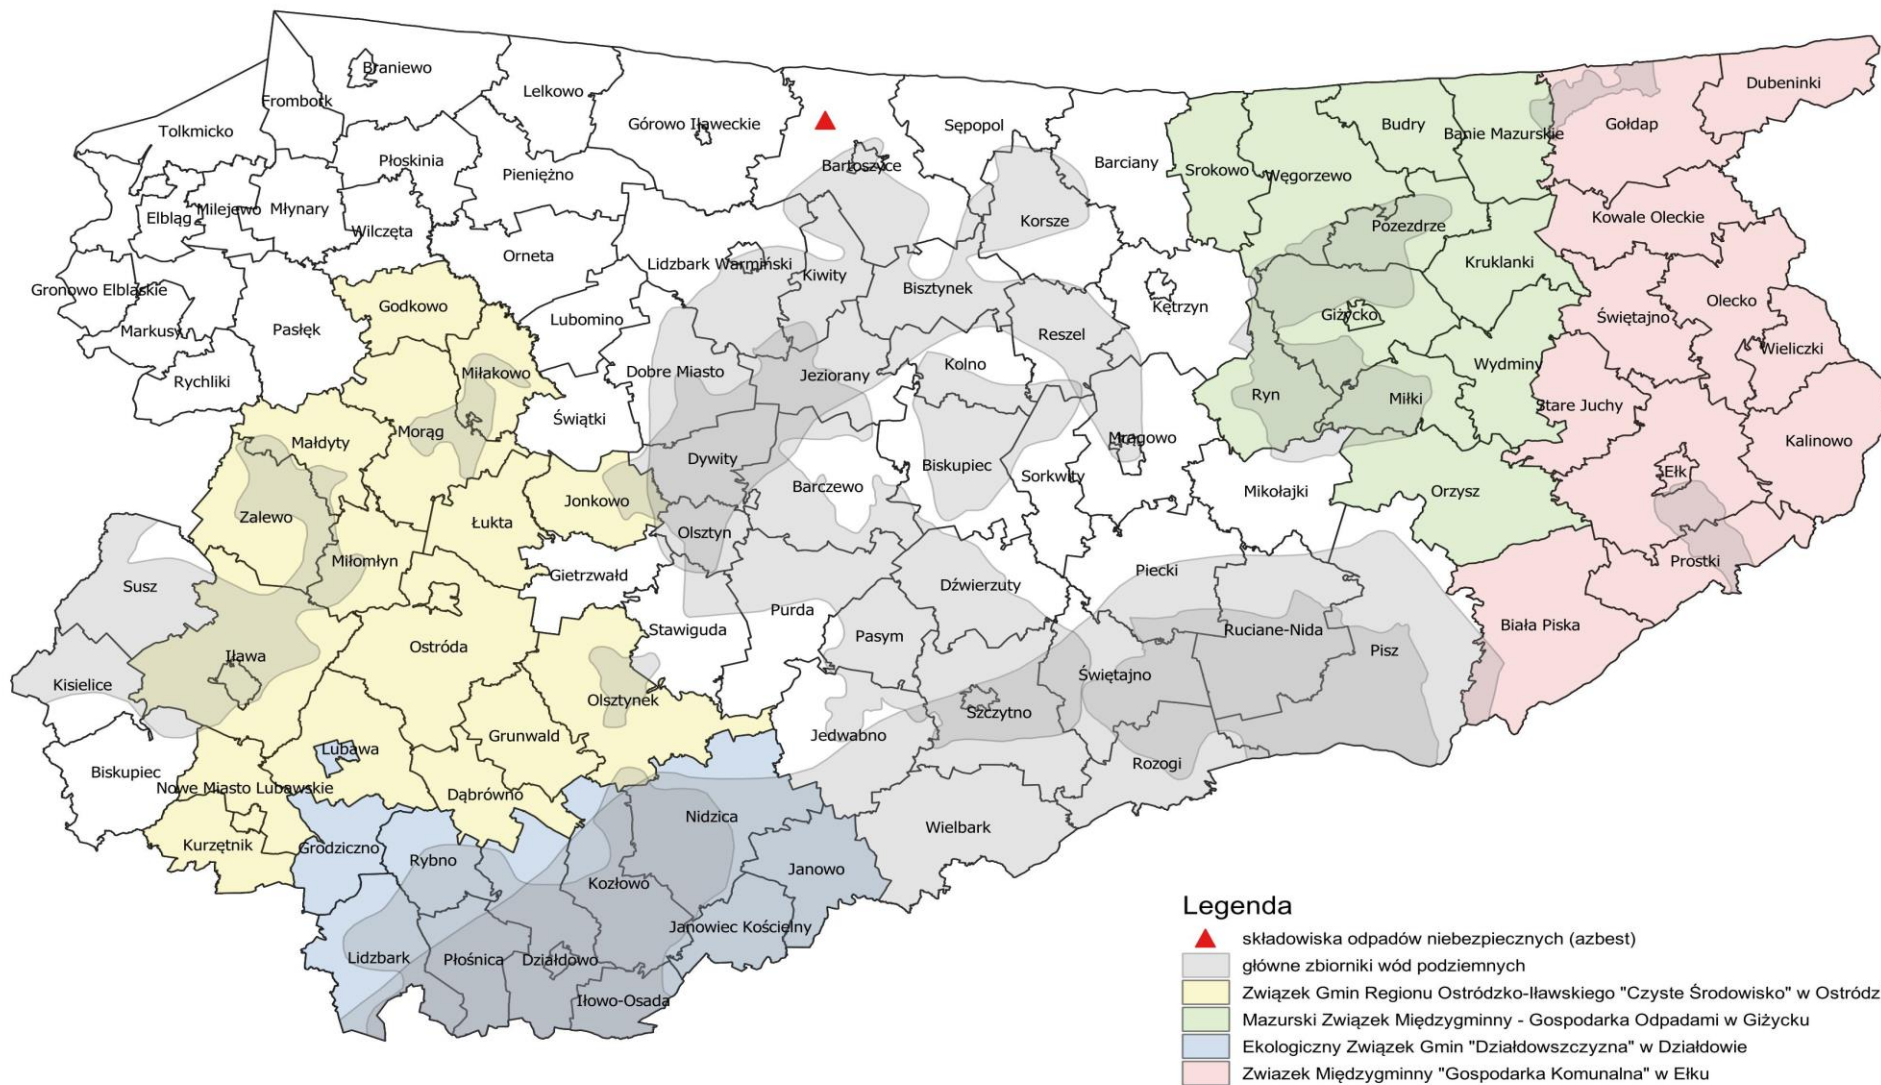 Braniewo
Lelkowo
Dubeninki
Frombork
Tolkmicko
Górowo Iławeckie
Sępopol
Budry
Banie Mazurskie
Gołdap
Płoskinia
Pieniężno
Bartoszyce
Barciany
Srokowo
Węgorzewo
Elbląg
Milejewo
Młynary
Wilczęta
Korsze
Pozezdrze
Kowale Oleckie
Orneta
Lidzbark Warmiński
Kiwity
Bisztynek
Kruklanki
Gronowo Elbląskie
Godkowo
Kętrzyn
Olecko
Markusy
Pasłęk
Lubomino
Giżycko
Świętajno
Reszel
Rychliki
Miłakowo
Dobre Miasto
Jeziorany
Kolno
Wydminy
Wieliczki
Świątki
Ryn
Miłki
Stare Juchy
Małdyty
Morąg
Mrągowo
Kalinowo
Dywity
Biskupiec
Sorkwity
Ełk
Barczewo
Mikołajki
Orzysz
Zalewo
Łukta
Jonkowo
Olsztyn
Miłomłyn
Gietrzwałd
Piecki
Prostki
Susz
Dźwierzuty
Purda
Stawiguda
Pasym
Ruciane-Nida
Biała Piska
Ostróda
Pisz
Iława
Kisielice
Świętajno
Olsztynek
Szczytno
Grunwald
Jedwabno
Lubawa
Rozogi
Biskupiec
Nowe Miasto Lubawskie
Dąbrówno
Nidzica
Wielbark
Kurzętnik
Grodziczno
Rybno
Janowo
Kozłowo
Janowiec Kościelny
Lidzbark
Płośnica
Działdowo
Iłowo-Osada
Legenda
składowiska odpadów niebezpiecznych (azbest)
główne zbiorniki wód podziemnych
Związek Gmin Regionu Ostródzko-Iławskiego "Czyste Środowisko" w Ostródz
Mazurski Związek Międzygminny - Gospodarka Odpadami w Giżycku
Ekologiczny Związek Gmin "Działdowszczyzna" w Działdowie
Zwiazek Międzygminny "Gospodarka Komunalna" w Ełku